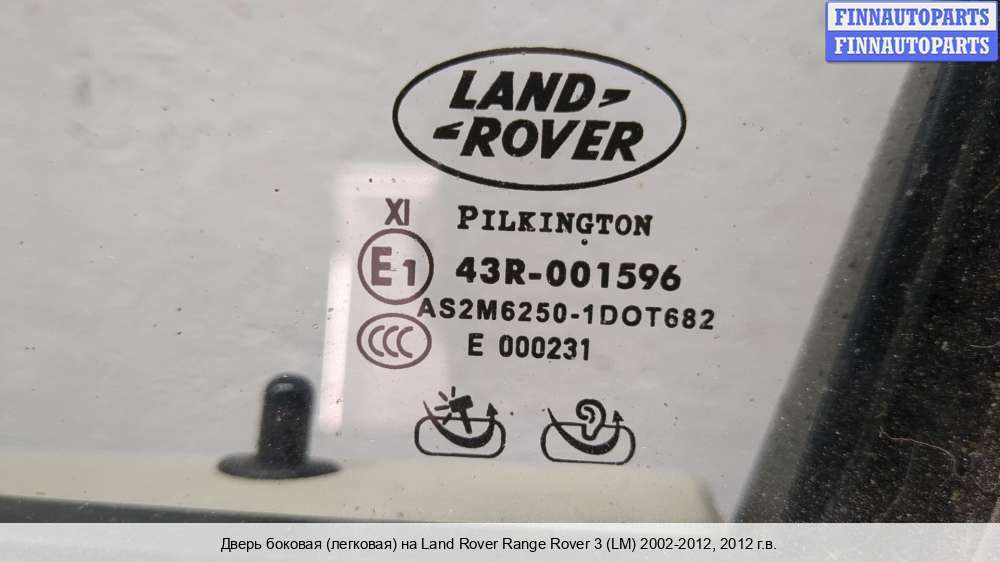 FINNAUTOPARTS
FINNAUTOPARTS
LAND
ROVER
XI PILKINGTON
E1 43R-001596
AS2M6250-1DOT682
CCC E 000231
Дверь боковая (легковая) на Land Rover Range Rover 3 (LM) 2002-2012, 2012 г.в.